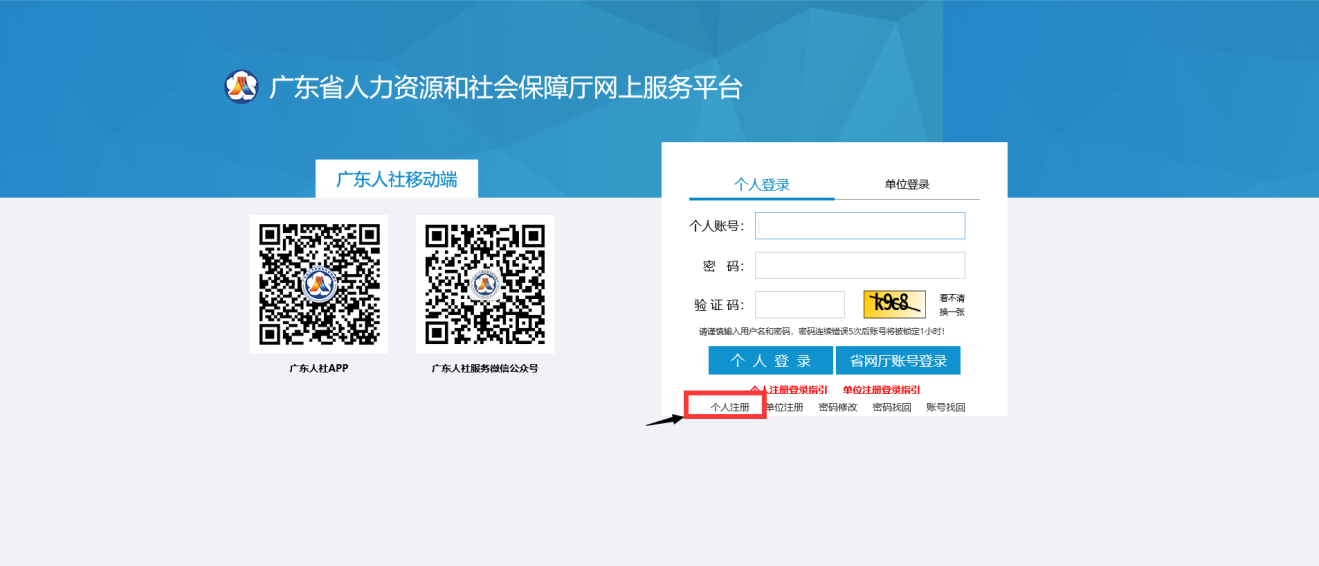 广东省人力资源和社会保障厅网上服务平台
广东人社移动端
广东人社APP
广东人社服务微信公众号
个人登录 单位登录
个人账号：
密 码：
验证码： k9c8 看不清
换一张
请谨慎输入用户名和密码，密码连续错误5次后账号将被锁定1小时！
个人登录 省网厅账号登录
个人注册登录指引 单位注册登录指引
个人注册 单位注册 密码修改 密码找回 账号找回